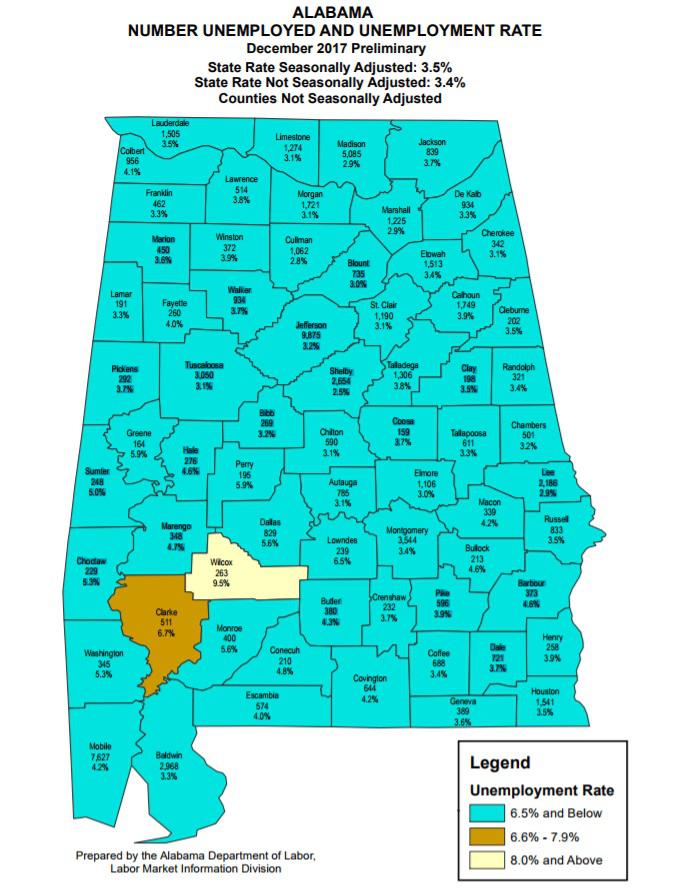 ALABAMA
NUMBER UNEMPLOYED AND UNEMPLOYMENT RATE
December 2017 Preliminary
State Rate Seasonally Adjusted: 3.5%
State Rate Not Seasonally Adjusted: 3.4%
Counties Not Seasonally Adjusted
Lauderdale
1,505
3.5%
Limestone
1,274
3.1%
Madison
5,085
2.9%
Jackson
839
3.7%
Colbert
956
4.1%
Franklin
462
3.3%
Lawrence
514
3.8%
Morgan
1,721
3.1%
Marshall
1,225
2.9%
De Kalb
934
3.3%
Cherokee
342
3.1%
Marion
450
3.6%
Winston
372
3.9%
Cullman
1,062
2.8%
Blount
735
3.0%
Etowah
1,513
3.4%
Lamar
191
3.3%
Fayette
260
4.0%
Walker
934
3.7%
Jefferson
9,875
3.2%
St. Clair
1,190
3.1%
Calhoun
1,749
3.9%
Cleburne
202
3.5%
Pickens
292
3.7%
Tuscaloosa
3,050
3.1%
Shelby
2,654
2.5%
Talladega
1,306
3.8%
Clay
198
3.5%
Randolph
321
3.4%
Bibb
269
3.2%
Greene
164
5.9%
Hale
276
4.6%
Perry
195
5.9%
Chilton
590
3.1%
Coosa
159
3.7%
Tallapoosa
611
3.3%
Chambers
501
3.2%
Sumter
248
5.0%
Autauga
785
3.1%
Elmore
1,106
3.0%
Lee
2,186
2.9%
Macon
339
4.2%
Russell
833
3.5%
Marengo
348
4.7%
Dallas
829
5.6%
Lowndes
239
6.5%
Montgomery
3,544
3.4%
Bullock
213
4.6%
Choctaw
229
5.3%
Wilcox
263
9.5%
Clarke
511
6.7%
Butler
380
4.3%
Crenshaw
232
3.7%
Pike
596
3.9%
Barbour
373
4.6%
Washington
345
5.3%
Monroe
400
5.6%
Conecuh
210
4.8%
Covington
644
4.2%
Coffee
688
3.4%
Dale
721
3.7%
Henry
258
3.9%
Escambia
574
4.0%
Geneva
389
3.6%
Houston
1,541
3.5%
Mobile
7,627
4.2%
Baldwin
2,968
3.3%
Legend
Unemployment Rate
6.5% and Below
6.6% - 7.9%
8.0% and Above
Prepared by the Alabama Department of Labor,
Labor Market Information Division